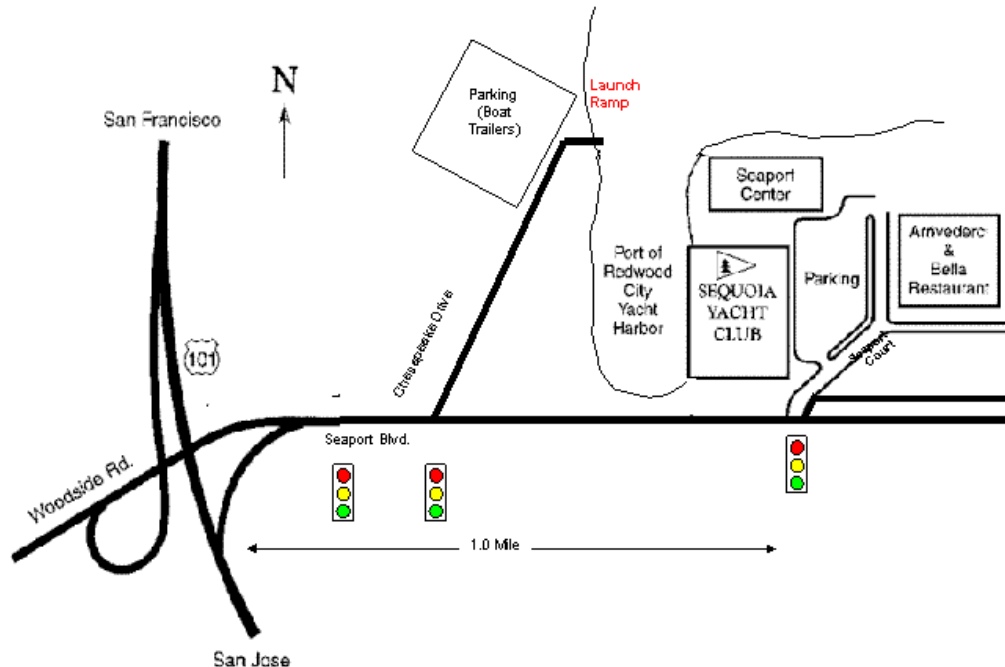 San Francisco
N
Parking
(Boat
Trailers)
Launch
Ramp
Seaport
Center
Port of
Redwood
City
Yacht
Harbor
SEQUOIA
YACHT
CLUB
Parking
&
Bella
Restaurant
Seaport
Court
Chesapeake Drive
101
Seaport Blvd.
Woodside Rd.
1.0 Mile
San Jose